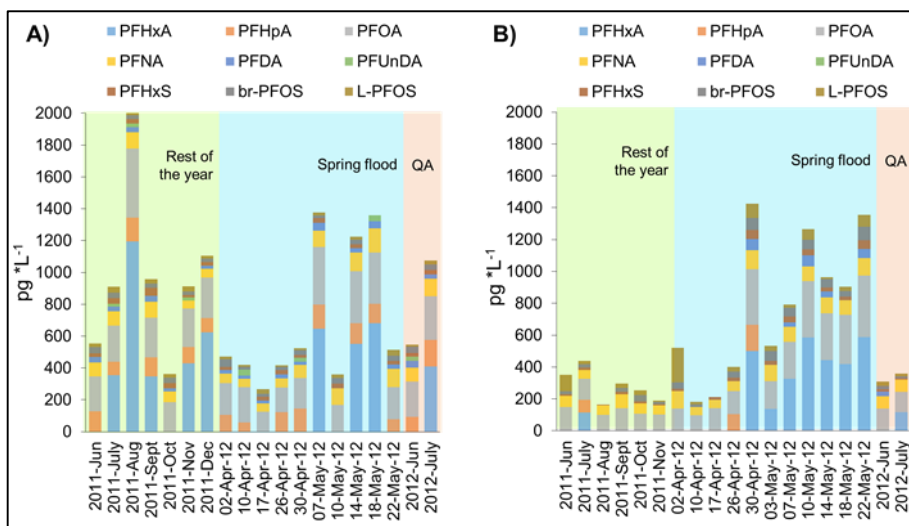 A)
PFHxA PFHpA PFOA
PFNA PFDA PFUnDA
PFHxS br-PFOS L-PFOS
2000
1800
1600
1400
1200
1000
800
600
400
200
0
pg *L-1
Rest of
the year
Spring flood
QA
2011-Jun
2011-July
2011-Aug
2011-Sept
2011-Oct
2011-Nov
2011-Dec
02-Apr-12
10-Apr-12
17-Apr-12
26-Apr-12
30-Apr-12
07-May-12
10-May-12
14-May-12
18-May-12
22-May-12
2012-Jun
2012-July
B)
PFHxA PFHpA PFOA
PFNA PFDA PFUnDA
PFHxS br-PFOS L-PFOS
2000
1800
1600
1400
1200
1000
800
600
400
200
0
pg *L-1
Rest of
the year
Spring flood
QA
2011-Jun
2011-July
2011-Aug
2011-Sept
2011-Oct
2011-Nov
02-Apr-12
10-Apr-12
17-Apr-12
26-Apr-12
30-Apr-12
03-May-12
07-May-12
10-May-12
14-May-12
18-May-12
22-May-12
2012-Jun
2012-July